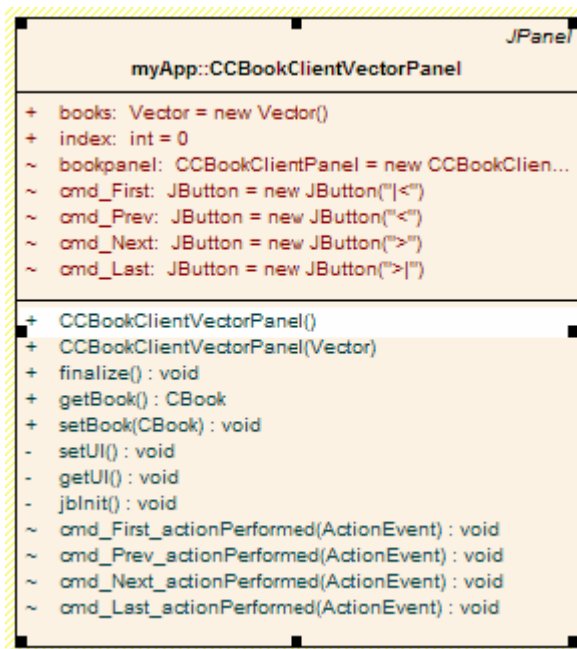 JPanel
myApp::CCBookClientVectorPanel
+ books: Vector = new Vector()
+ index: int = 0
~ bookpanel: CCBookClientPanel = new CCBookClien...
~ cmd_First: JButton = new JButton("|<")
~ cmd_Prev: JButton = new JButton("<")
~ cmd_Next: JButton = new JButton(">")
~ cmd_Last: JButton = new JButton(">|")
+ CCBookClientVectorPanel()
+ CCBookClientVectorPanel(Vector)
+ finalize() : void
+ getBook() : CBook
+ setBook(CBook) : void
- setUI() : void
- getUI() : void
- jbInit() : void
~ cmd_First_actionPerformed(ActionEvent) : void
~ cmd_Prev_actionPerformed(ActionEvent) : void
~ cmd_Next_actionPerformed(ActionEvent) : void
~ cmd_Last_actionPerformed(ActionEvent) : void